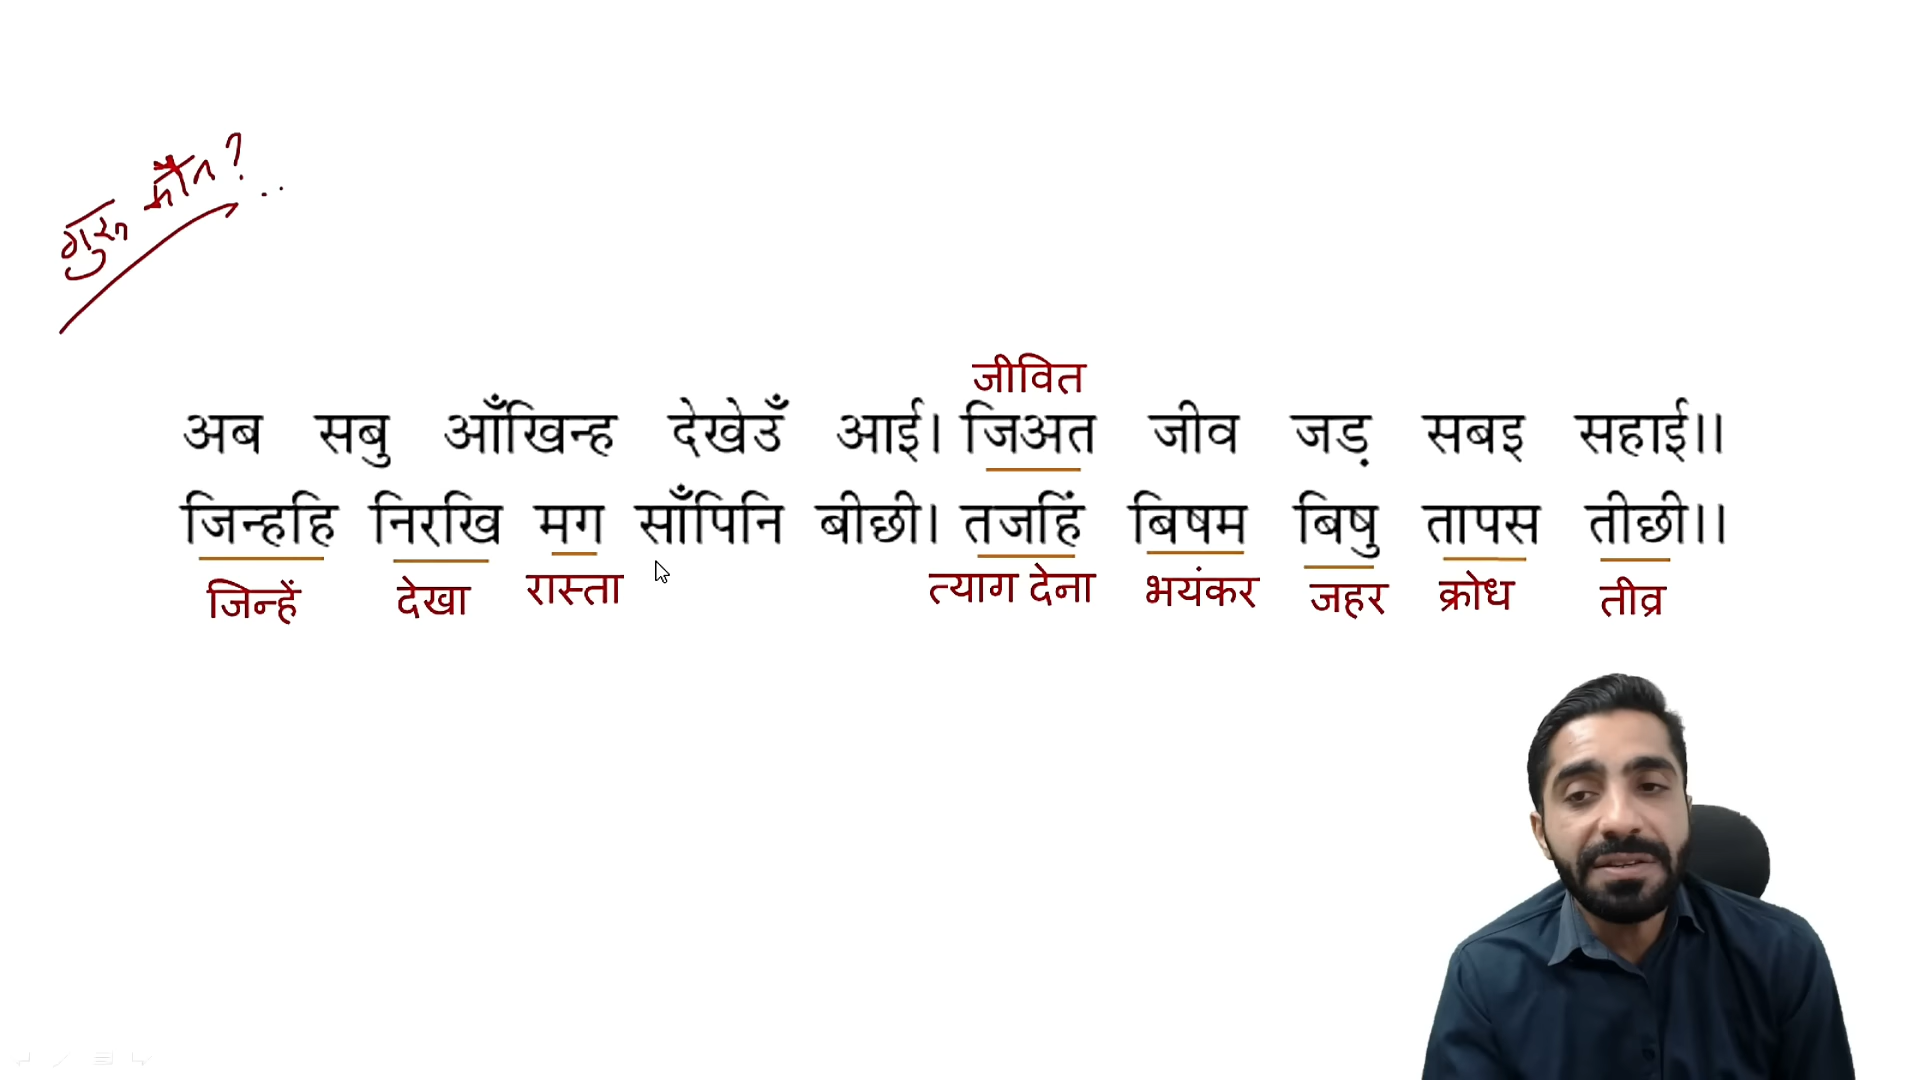 गुरु कौन? ..
जीवित
अब सबु आँखिन्ह देखेउँ आई। जिअत जीव जड़ सबइ सहाई।।
जिन्हहि निरखि मग साँपिनि बीछी। तजहिं बिषम बिषु तापस तीछी।।
जिन्हें देखा रास्ता त्याग देना भयंकर जहर क्रोध तीव्र